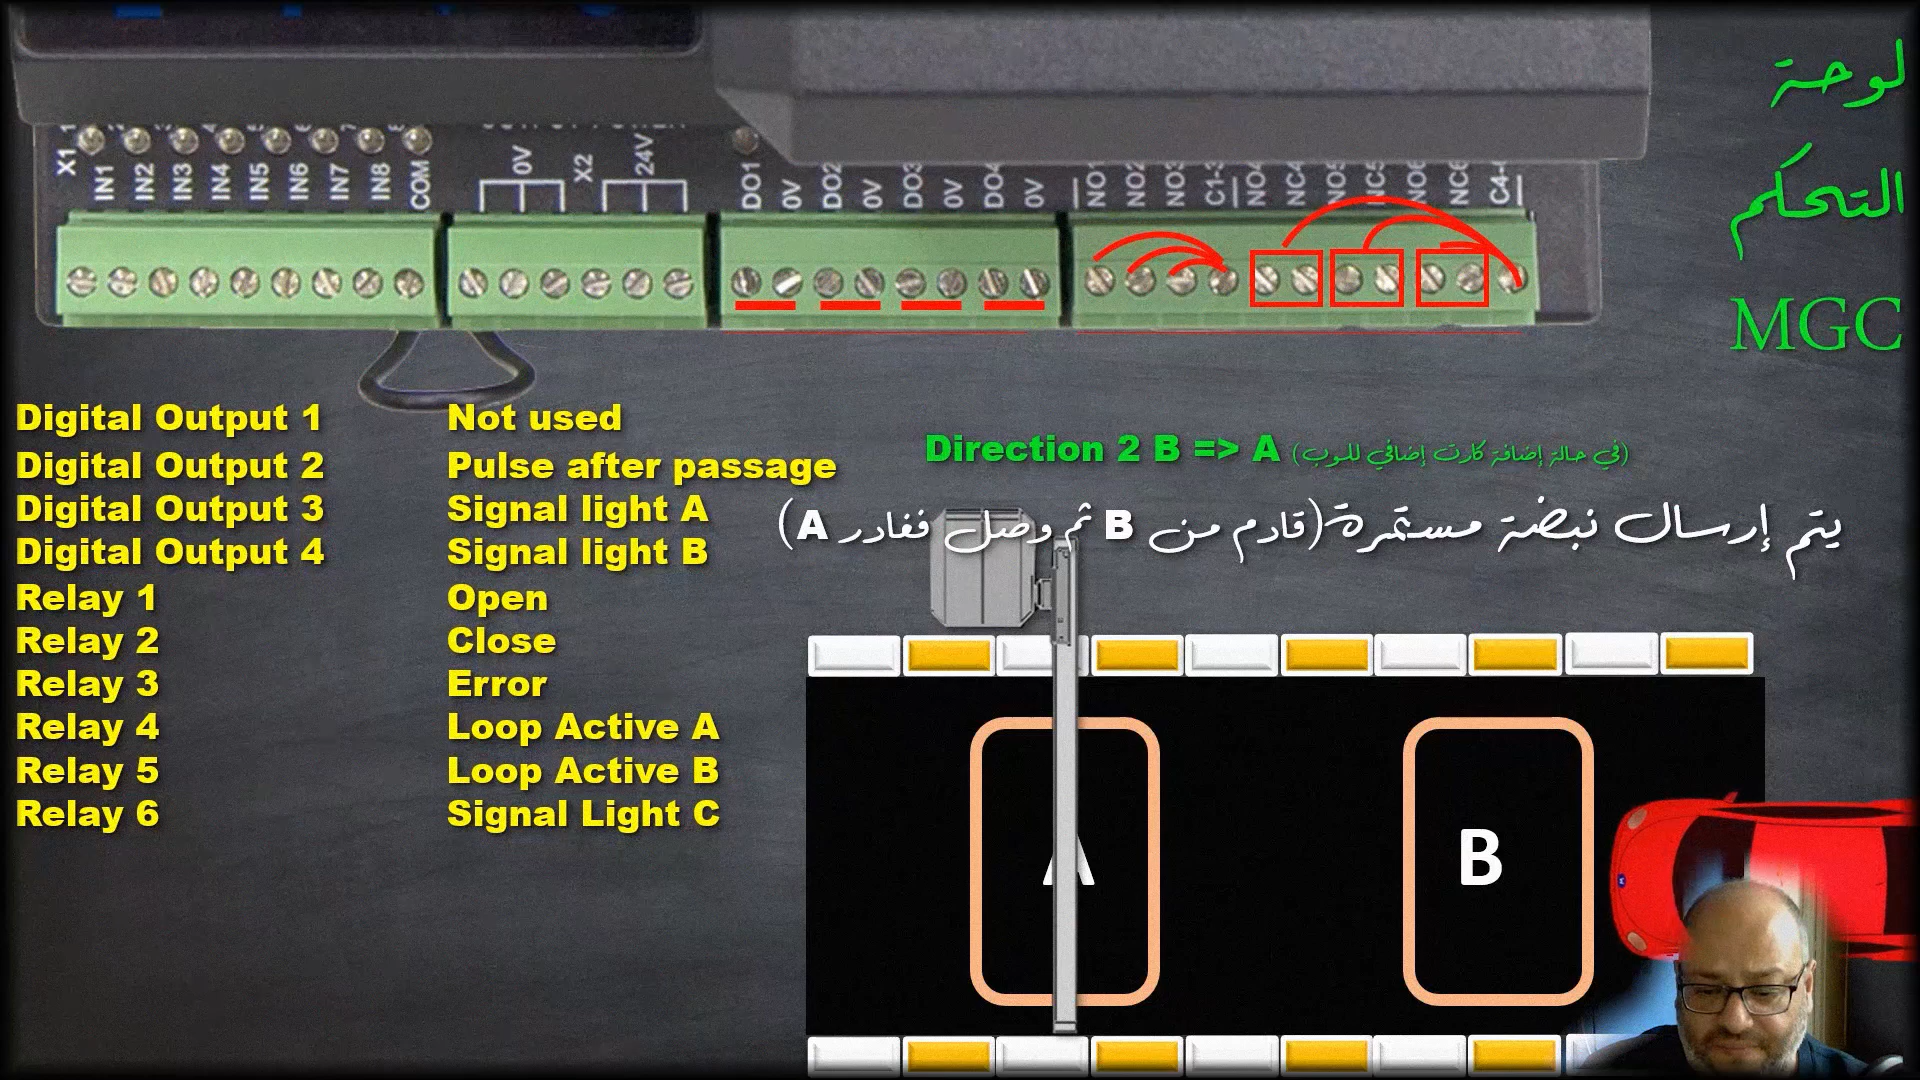 لوحة
التحكم
MGC
X1 IN1 IN2 IN3 IN4 IN5 IN6 IN7 IN8 COM
0V X2 24V
DO1 0V DO2 0V DO3 0V DO4 0V
NO1 NO2 NO3 C1-3 NO4 NC4 NO5 NC5 NO6 NC6
Digital Output 1 Not used
Digital Output 2 Pulse after passage
Digital Output 3 Signal light A
Digital Output 4 Signal light B
Relay 1 Open
Relay 2 Close
Relay 3 Error
Relay 4 Loop Active A
Relay 5 Loop Active B
Relay 6 Signal Light C
Direction 2 B => A (في حالة إضافة كارت إضافي للوب)
يتم إرسال نبضة مستمرة (قادم من B ثم وصل فغادر A)
A
B